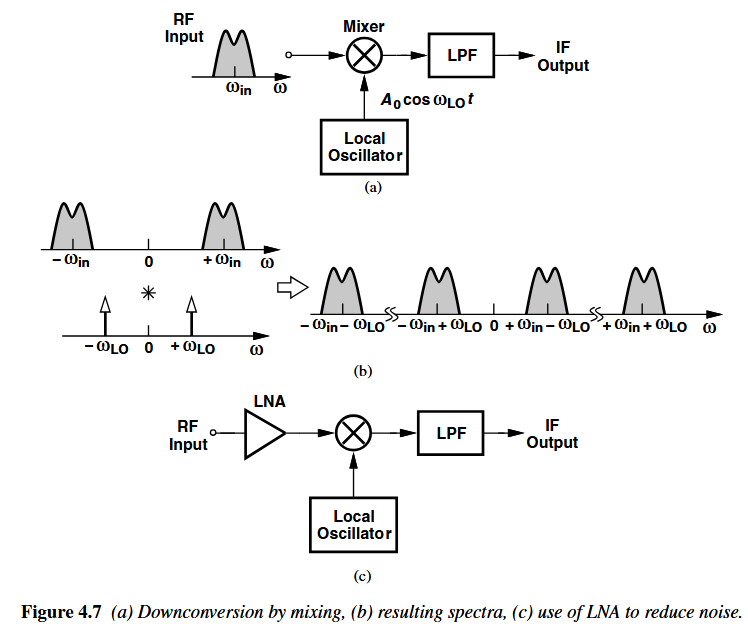 RF
Input
Mixer
LPF
IF
Output
ωin ω
A0 cos ωLO t
Local
Oscillator
(a)
−ωin 0 +ωin ω
*
−ωLO 0 +ωLO ω
−ωin − ωLO −ωin + ωLO 0 +ωin − ωLO +ωin + ωLO ω
(b)
LNA
RF
Input
LPF
IF
Output
Local
Oscillator
(c)
Figure 4.7 (a) Downconversion by mixing, (b) resulting spectra, (c) use of LNA to reduce noise.